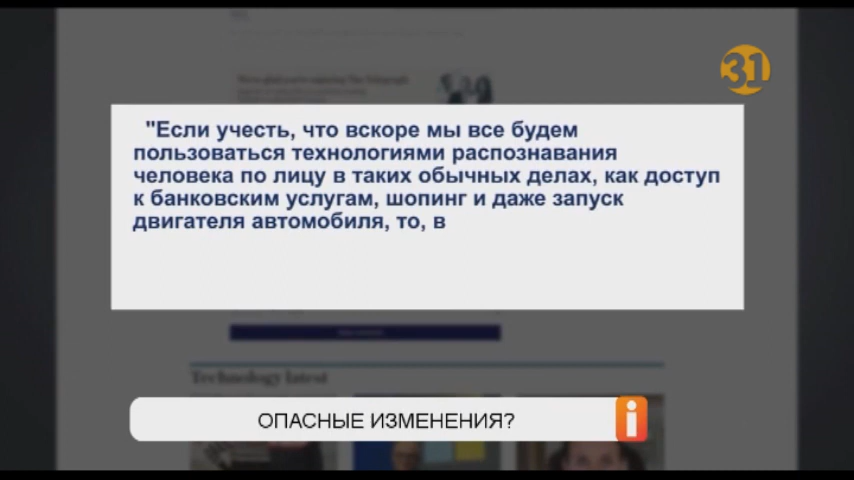 31
"Если учесть, что вскоре мы все будем
пользоваться технологиями распознавания
человека по лицу в таких обычных делах, как доступ
к банковским услугам, шопинг и даже запуск
двигателя автомобиля, то, в
Technology latest
ОПАСНЫЕ ИЗМЕНЕНИЯ?
i